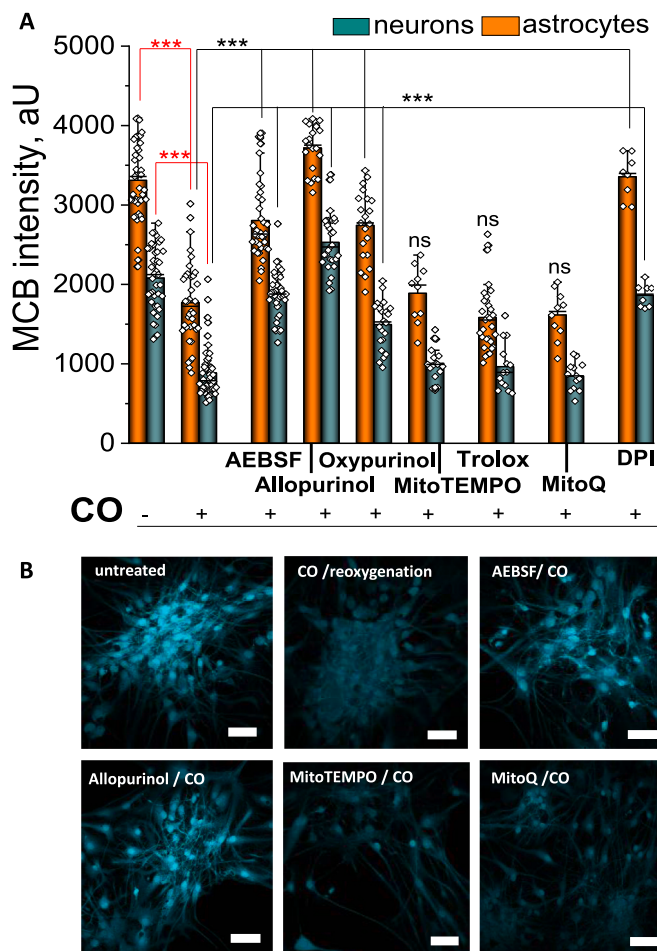 A
neurons astrocytes
MCB intensity, aU
5000
4000
3000
2000
1000
0
*** ***
***
***
ns
ns
ns
AEBSF Oxypurinol Trolox DPI
Allopurinol MitoTEMPO MitoQ
CO - + + + + + + + +
B
untreated CO /reoxygenation AEBSF/ CO
Allopurinol / CO MitoTEMPO / CO MitoQ /CO